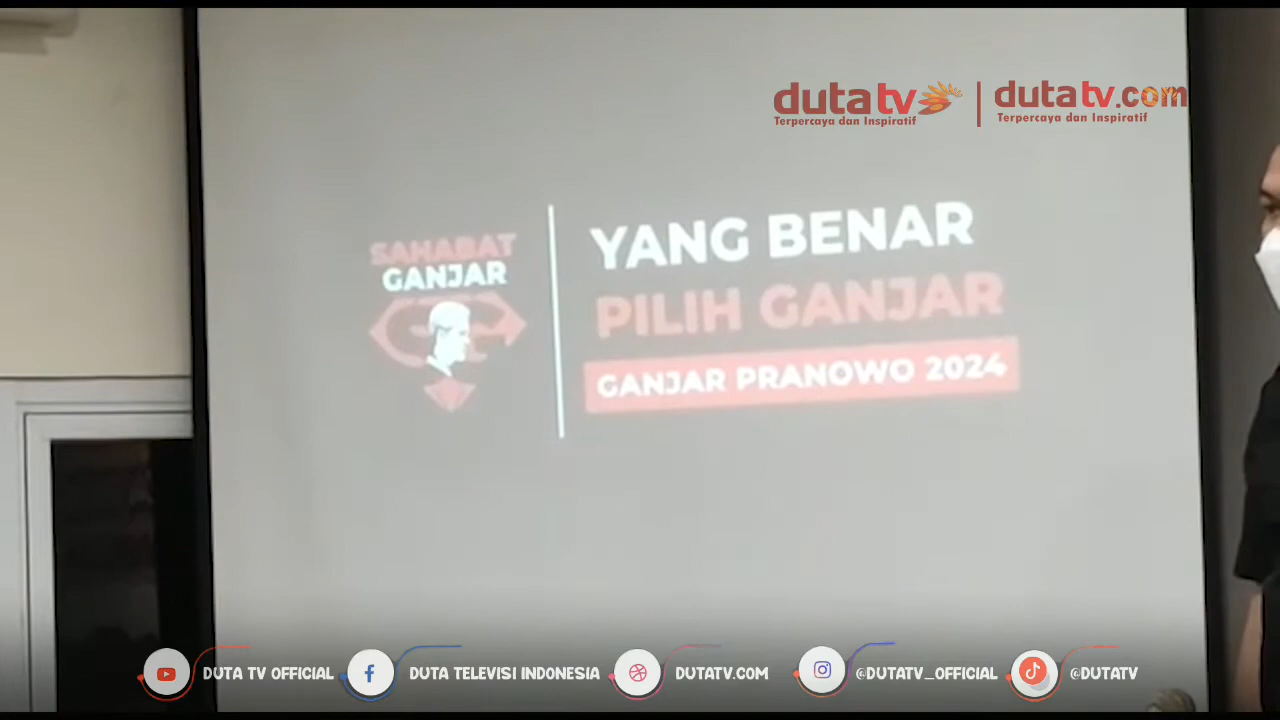 dutatv
Terpercaya dan Inspiratif
dutatv.com
Terpercaya dan Inspiratif
SAHABAT
GANJAR
YANG BENAR
PILIH GANJAR
GANJAR PRANOWO 2024
DUTA TV OFFICIAL
DUTA TELEVISI INDONESIA
DUTATV.COM
@DUTATV_OFFICIAL
@DUTATV